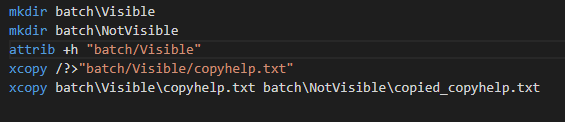 mkdir batch\Visible
mkdir batch\NotVisible
attrib +h "batch/Visible"
xcopy /?>"batch/Visible/copyhelp.txt"
xcopy batch\Visible\copyhelp.txt batch\NotVisible\copied_copyhelp.txt